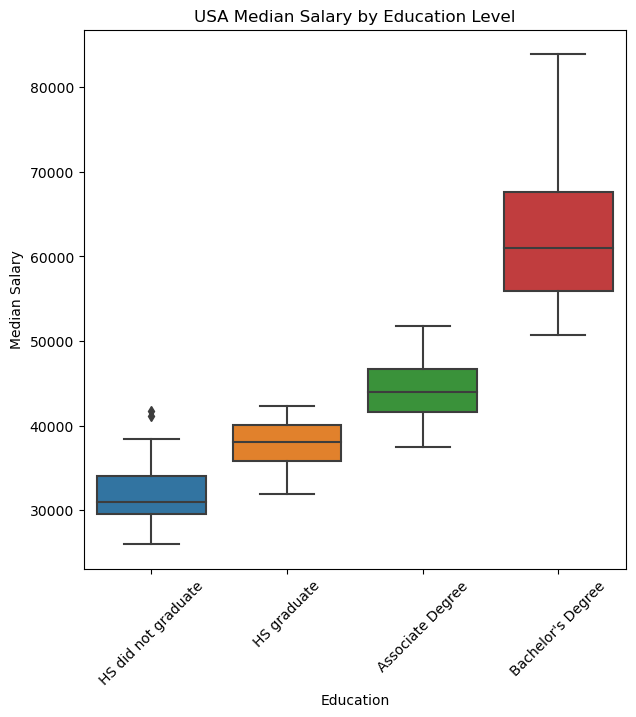 USA Median Salary by Education Level
Median Salary
80000
70000
60000
50000
40000
30000
HS did not graduate
HS graduate
Associate Degree
Bachelor's Degree
Education